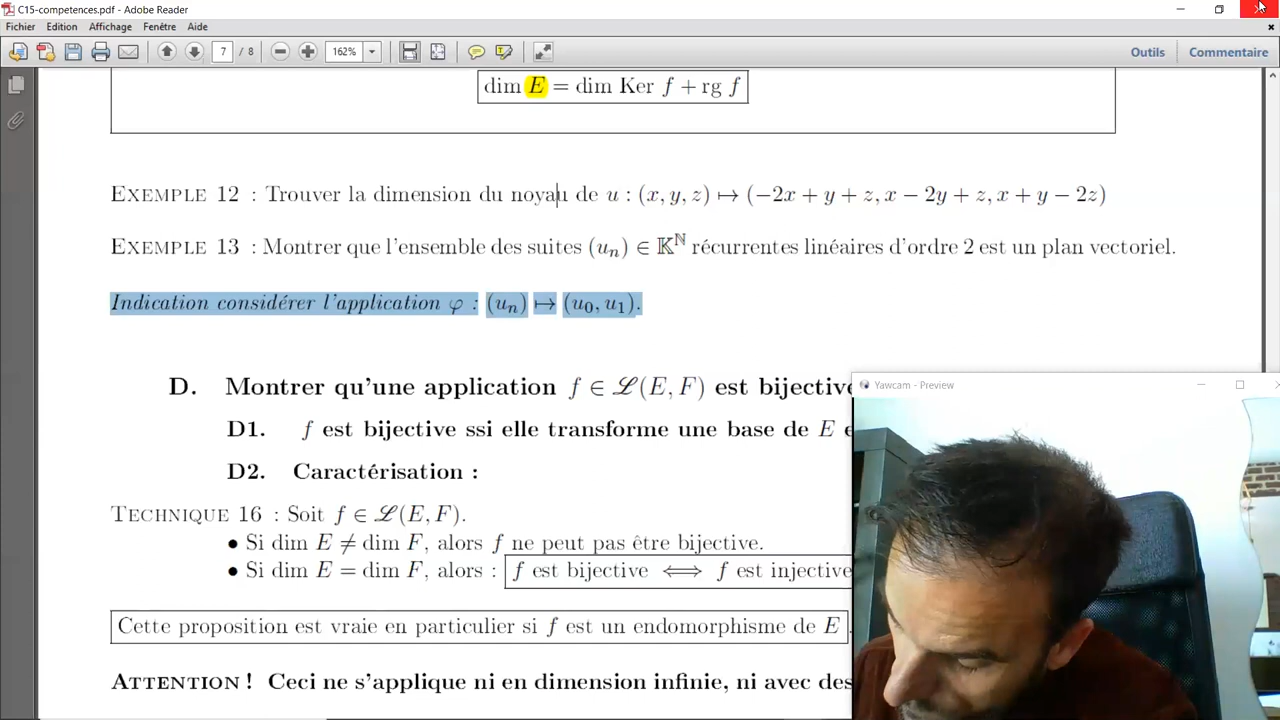 C15-competences.pdf - Adobe Reader
Fichier Edition Affichage Fenêtre Aide
7 / 8 162% Outils Commentaire
dim E = dim Ker f + rg f
EXEMPLE 12 : Trouver la dimension du noyau de u : (x, y, z) ↦ (−2x + y + z, x − 2y + z, x + y − 2z)
EXEMPLE 13 : Montrer que l'ensemble des suites (uₙ) ∈ 𝕂^ℕ récurrentes linéaires d'ordre 2 est un plan vectoriel.
Indication considérer l'application φ : (uₙ) ↦ (u₀, u₁).
D. Montrer qu'une application f ∈ ℒ(E, F) est bijective
Yawcam - Preview
D1. f est bijective ssi elle transforme une base de E
D2. Caractérisation :
TECHNIQUE 16 : Soit f ∈ ℒ(E, F).
• Si dim E ≠ dim F, alors f ne peut pas être bijective.
• Si dim E = dim F, alors : f est bijective ⟺ f est injective
Cette proposition est vraie en particulier si f est un endomorphisme de E.
ATTENTION ! Ceci ne s'applique ni en dimension infinie, ni avec des